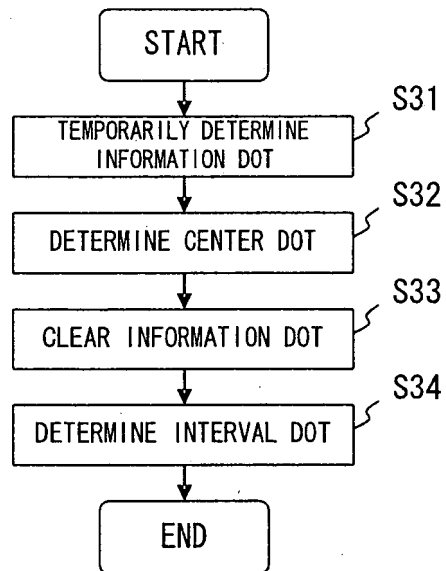 START
S31
TEMPORARILY DETERMINE
INFORMATION DOT
S32
DETERMINE CENTER DOT
S33
CLEAR INFORMATION DOT
S34
DETERMINE INTERVAL DOT
END